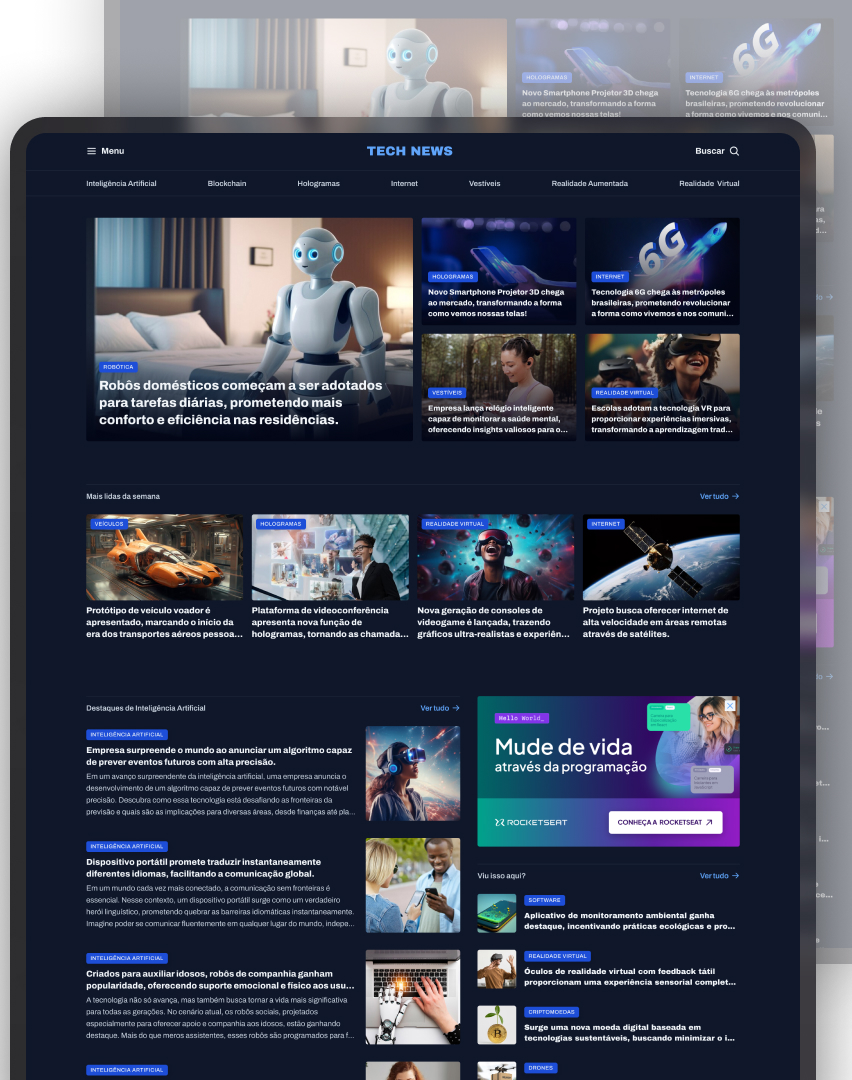 HOLOGRAMAS
Novo Smartphone Projetor 3D chega
ao mercado, transformando a forma
como vemos nossas telas!
6G
INTERNET
Tecnologia 6G chega às metrópoles
brasileiras, prometendo revolucionar
a forma como vivemos e nos comuni...
Menu
TECH NEWS
Buscar
Inteligência Artificial
Blockchain
Hologramas
Internet
Vestíveis
Realidade Aumentada
Realidade Virtual
ROBÓTICA
Robôs domésticos começam a ser adotados
para tarefas diárias, prometendo mais
conforto e eficiência nas residências.
HOLOGRAMAS
Novo Smartphone Projetor 3D chega
ao mercado, transformando a forma
como vemos nossas telas!
6G
INTERNET
Tecnologia 6G chega às metrópoles
brasileiras, prometendo revolucionar
a forma como vivemos e nos comuni...
VESTÍVEIS
Empresa lança relógio inteligente
capaz de monitorar a saúde mental,
oferecendo insights valiosos para o...
REALIDADE VIRTUAL
Escolas adotam a tecnologia VR para
proporcionar experiências imersivas,
transformando a aprendizagem trad...
Mais lidas da semana
Ver tudo
VEÍCULOS
Protótipo de veículo voador é
apresentado, marcando o início da
era dos transportes aéreos pessoa...
HOLOGRAMAS
Plataforma de videoconferência
apresenta nova função de
hologramas, tornando as chamada...
REALIDADE VIRTUAL
Nova geração de consoles de
videogame é lançada, trazendo
gráficos ultra-realistas e experiên...
INTERNET
Projeto busca oferecer internet de
alta velocidade em áreas remotas
através de satélites.
Destaques de Inteligência Artificial
Ver tudo
INTELIGÊNCIA ARTIFICIAL
Empresa surpreende o mundo ao anunciar um algoritmo capaz
de prever eventos futuros com alta precisão.
Em um avanço surpreendente da inteligência artificial, uma empresa anuncia o
desenvolvimento de um algoritmo capaz de prever eventos futuros com notável
precisão. Descubra como essa tecnologia está desafiando as fronteiras da
previsão e quais são as implicações para diversas áreas, desde finanças até pla...
INTELIGÊNCIA ARTIFICIAL
Dispositivo portátil promete traduzir instantaneamente
diferentes idiomas, facilitando a comunicação global.
Em um mundo cada vez mais conectado, a comunicação sem fronteiras é
essencial. Nesse contexto, um dispositivo portátil surge como um verdadeiro
herói linguístico, prometendo quebrar as barreiras idiomáticas instantaneamente.
Imagine poder se comunicar fluentemente em qualquer lugar do mundo, indepe...
INTELIGÊNCIA ARTIFICIAL
Criados para auxiliar idosos, robôs de companhia ganham
popularidade, oferecendo suporte emocional e físico aos usu...
A tecnologia não só avança, mas também busca tornar a vida mais significativa
para todas as gerações. No cenário atual, os robôs sociais, projetados
especialmente para oferecer apoio e companhia aos idosos, estão ganhando
destaque. Mais do que meros assistentes, esses robôs são programados para f...
INTELIGÊNCIA ARTIFICIAL
Hello World_
Mude de vida
através da programação
ROCKETSEAT
CONHEÇA A ROCKETSEAT
Viu isso aqui?
Ver tudo
SOFTWARE
Aplicativo de monitoramento ambiental ganha
destaque, incentivando práticas ecológicas e pro...
REALIDADE VIRTUAL
Óculos de realidade virtual com feedback tátil
proporcionam uma experiência sensorial complet...
CRIPTOMOEDAS
Surge uma nova moeda digital baseada em
tecnologias sustentáveis, buscando minimizar o i...
DRONES